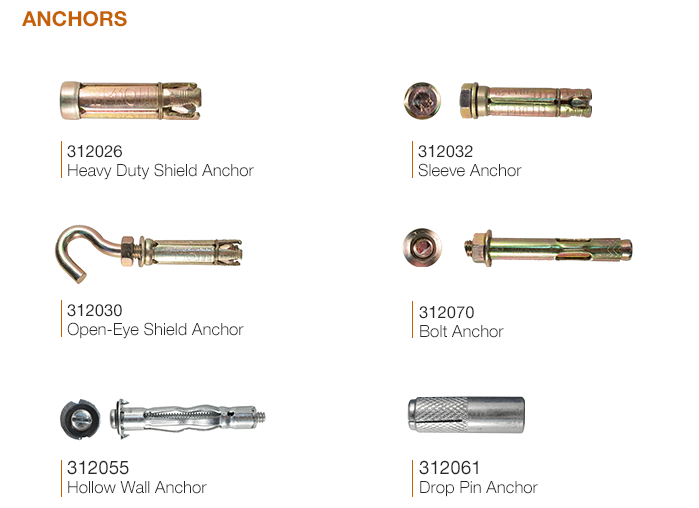 ANCHORS
312026
Heavy Duty Shield Anchor
312032
Sleeve Anchor
312030
Open-Eye Shield Anchor
312070
Bolt Anchor
312055
Hollow Wall Anchor
312061
Drop Pin Anchor